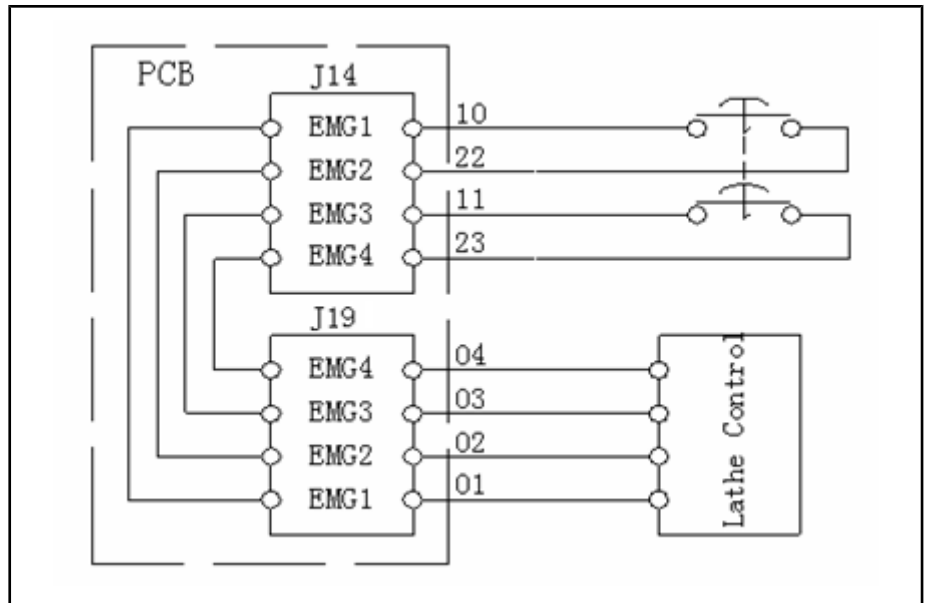 PCB
J14
EMG1 10
EMG2 22
EMG3 11
EMG4 23
J19
EMG4 04
EMG3 03
EMG2 02
EMG1 01
Lathe Control